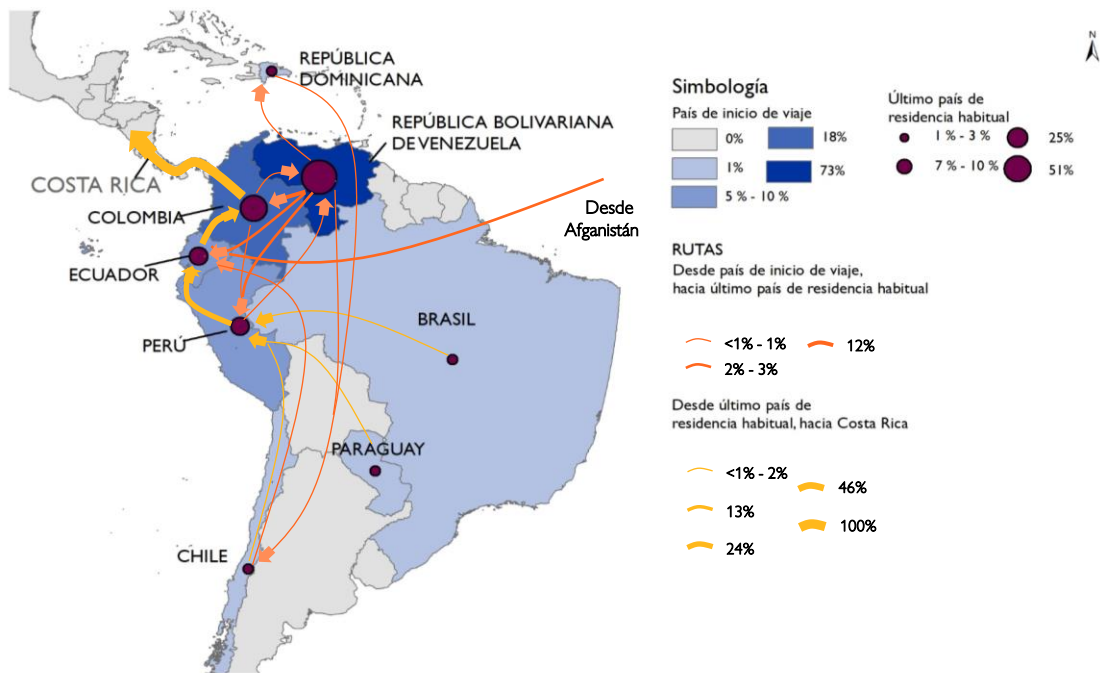 REPÚBLICA
DOMINICANA
REPÚBLICA BOLIVARIANA
DE VENEZUELA
COSTA RICA
COLOMBIA
ECUADOR
PERÚ
BRASIL
PARAGUAY
CHILE
Desde
Afganistán
N
Simbología
País de inicio de viaje
0%
18%
1%
73%
5% - 10 %
Último país de
residencia habitual
1 % - 3 %
25%
7% - 10 %
51%
RUTAS
Desde país de inicio de viaje,
hacia último país de residencia habitual
<1% - 1%
12%
2% - 3%
Desde último país de
residencia habitual, hacia Costa Rica
<1% - 2%
46%
13%
100%
24%